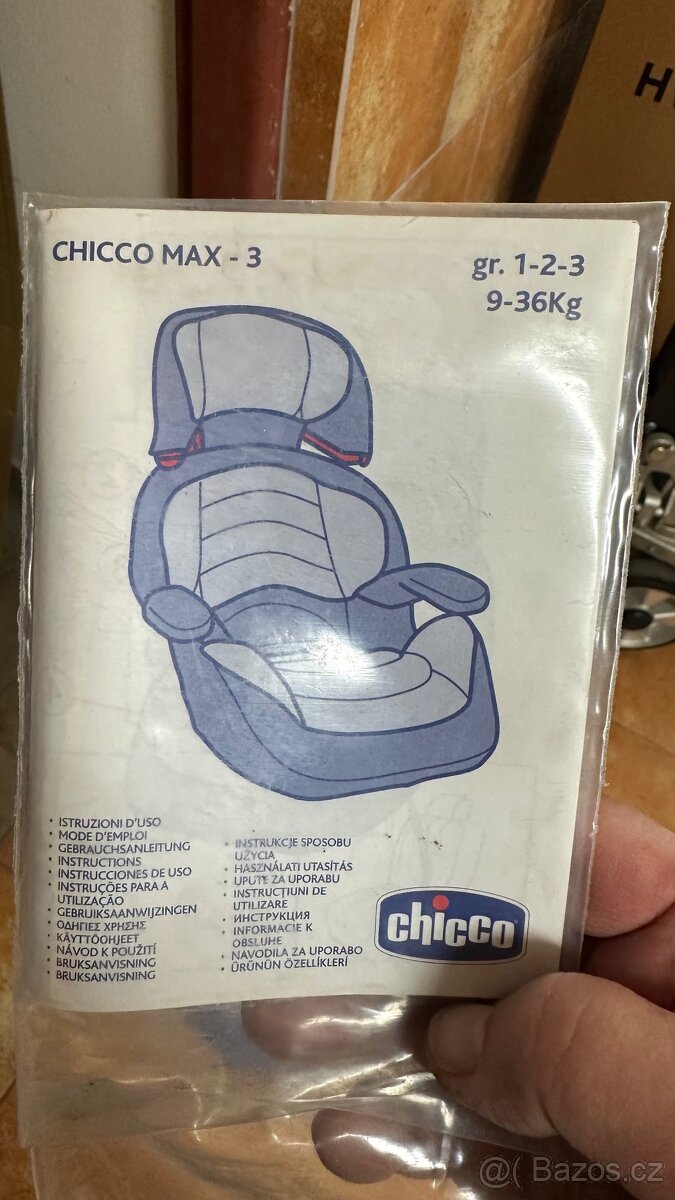 H
CHICCO MAX - 3
gr. 1-2-3
9-36Kg
• ISTRUZIONI D'USO
• MODE D'EMPLOI
• GEBRAUCHSANLEITUNG
• INSTRUCTIONS
• INSTRUCCIONES DE USO
• INSTRUÇÕES PARA A
UTILIZAÇÃO
• GEBRUIKSAANWIJZINGEN
• ΟΔΗΓΙΕΣ ΧΡΗΣΗΣ
• KÄYTTÖOHJEET
• NÁVOD K POUŽITÍ
• BRUKSANVISNING
• BRUKSANVISNING
• INSTRUKCJE SPOSOBU
UŻYCIA
• HASZNÁLATI UTASÍTÁS
• UPUTE ZA UPORABU
• INSTRUCŢIUNI DE
UTILIZARE
• ИНСТРУКЦИЯ
• INFORMACIE K
OBSLUHE
• NAVODILA ZA UPORABO
• ÜRÜNÜN ÖZELLİKLERİ
chicco
@( Bazos.cz